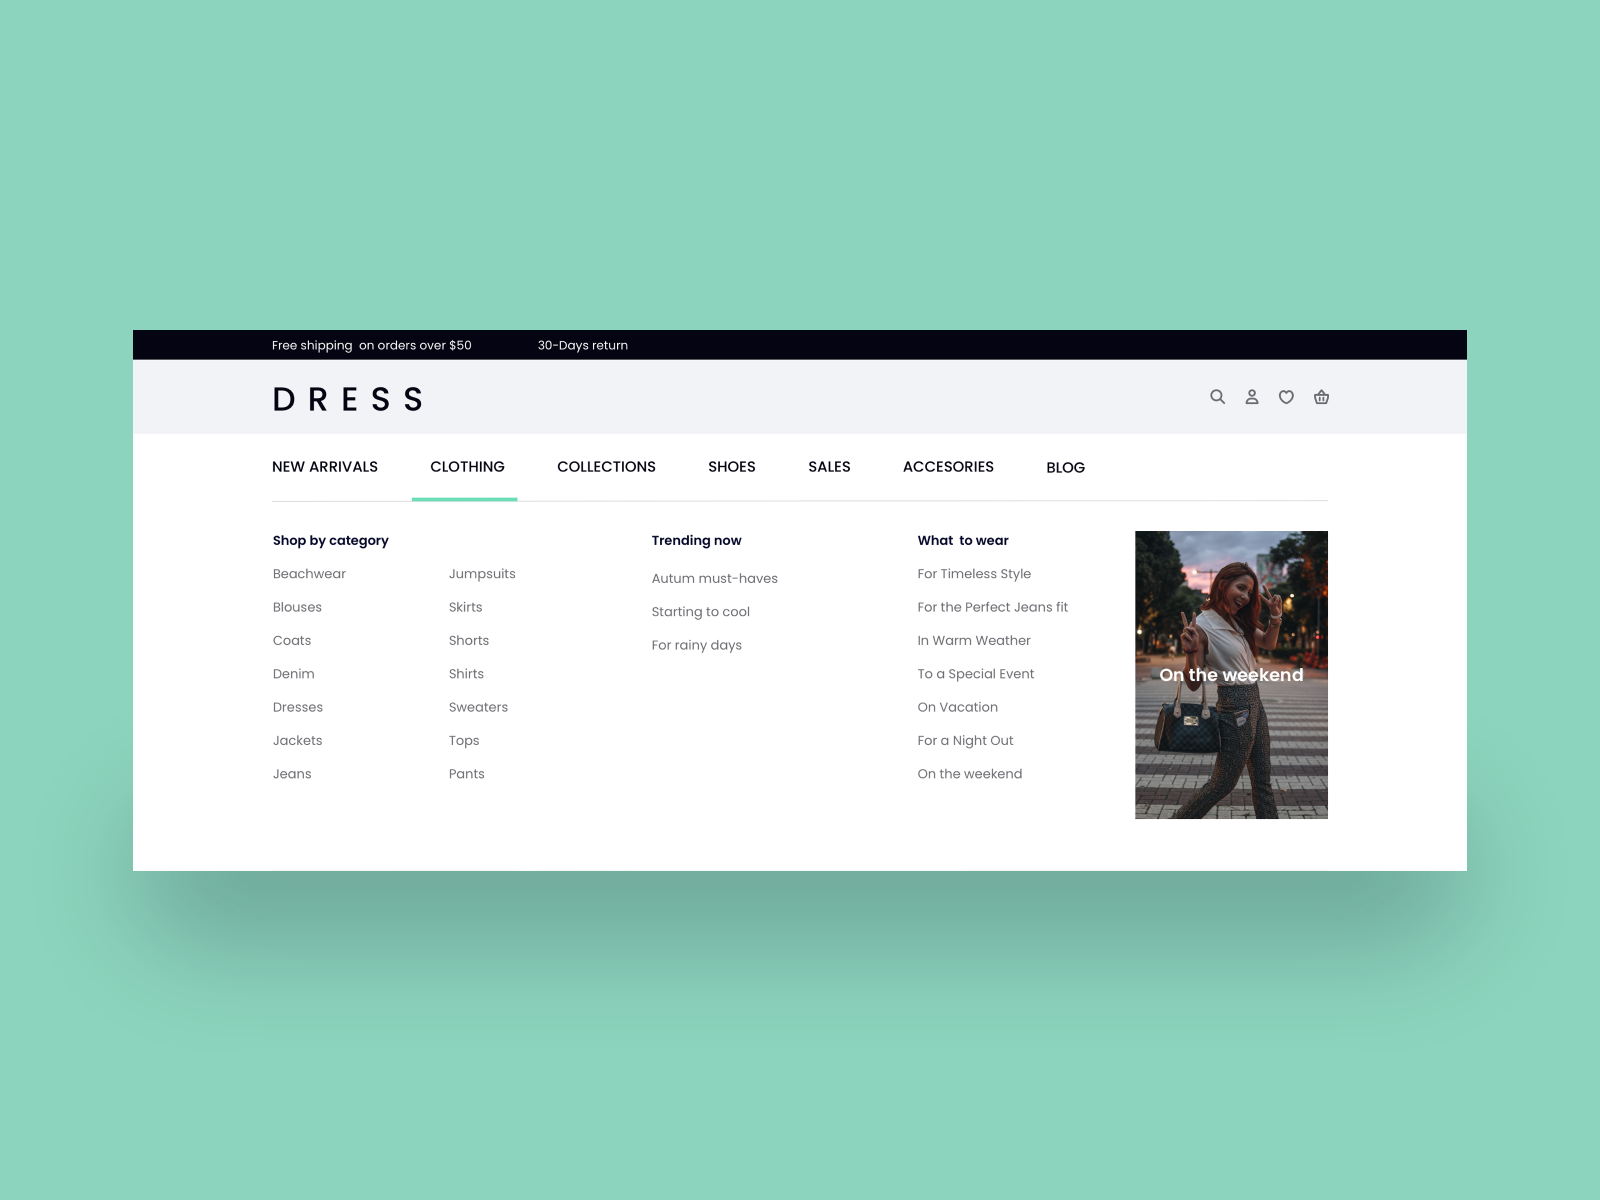 Free shipping  on orders over $50
30-Days return
DRESS
NEW ARRIVALS
CLOTHING
COLLECTIONS
SHOES
SALES
ACCESORIES
BLOG
Shop by category
Beachwear
Blouses
Coats
Denim
Dresses
Jackets
Jeans
Jumpsuits
Skirts
Shorts
Shirts
Sweaters
Tops
Pants
Trending now
Autum must-haves
Starting to cool
For rainy days
What  to wear
For Timeless Style
For the Perfect Jeans fit
In Warm Weather
To a Special Event
On Vacation
For a Night Out
On the weekend
On the weekend